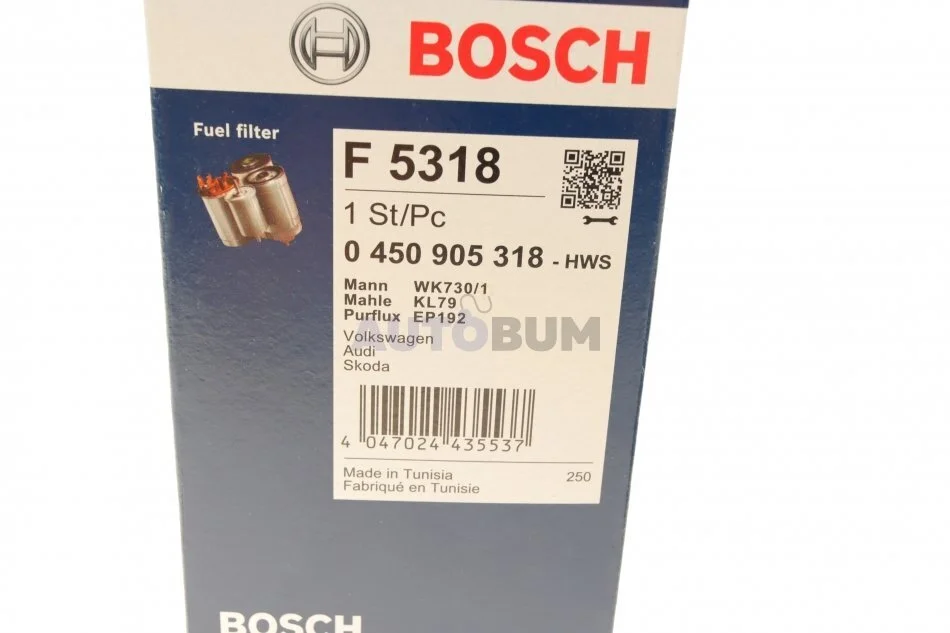 BOSCH
Fuel filter
F 5318
1 St/Pc
0 450 905 318 - HWS
Mann WK730/1
Mahle KL79
Purflux EP192
AUTOBUM
Volkswagen
Audi
Skoda
4 047024 435537
Made in Tunisia 250
Fabriqué en Tunisie
BOSCH